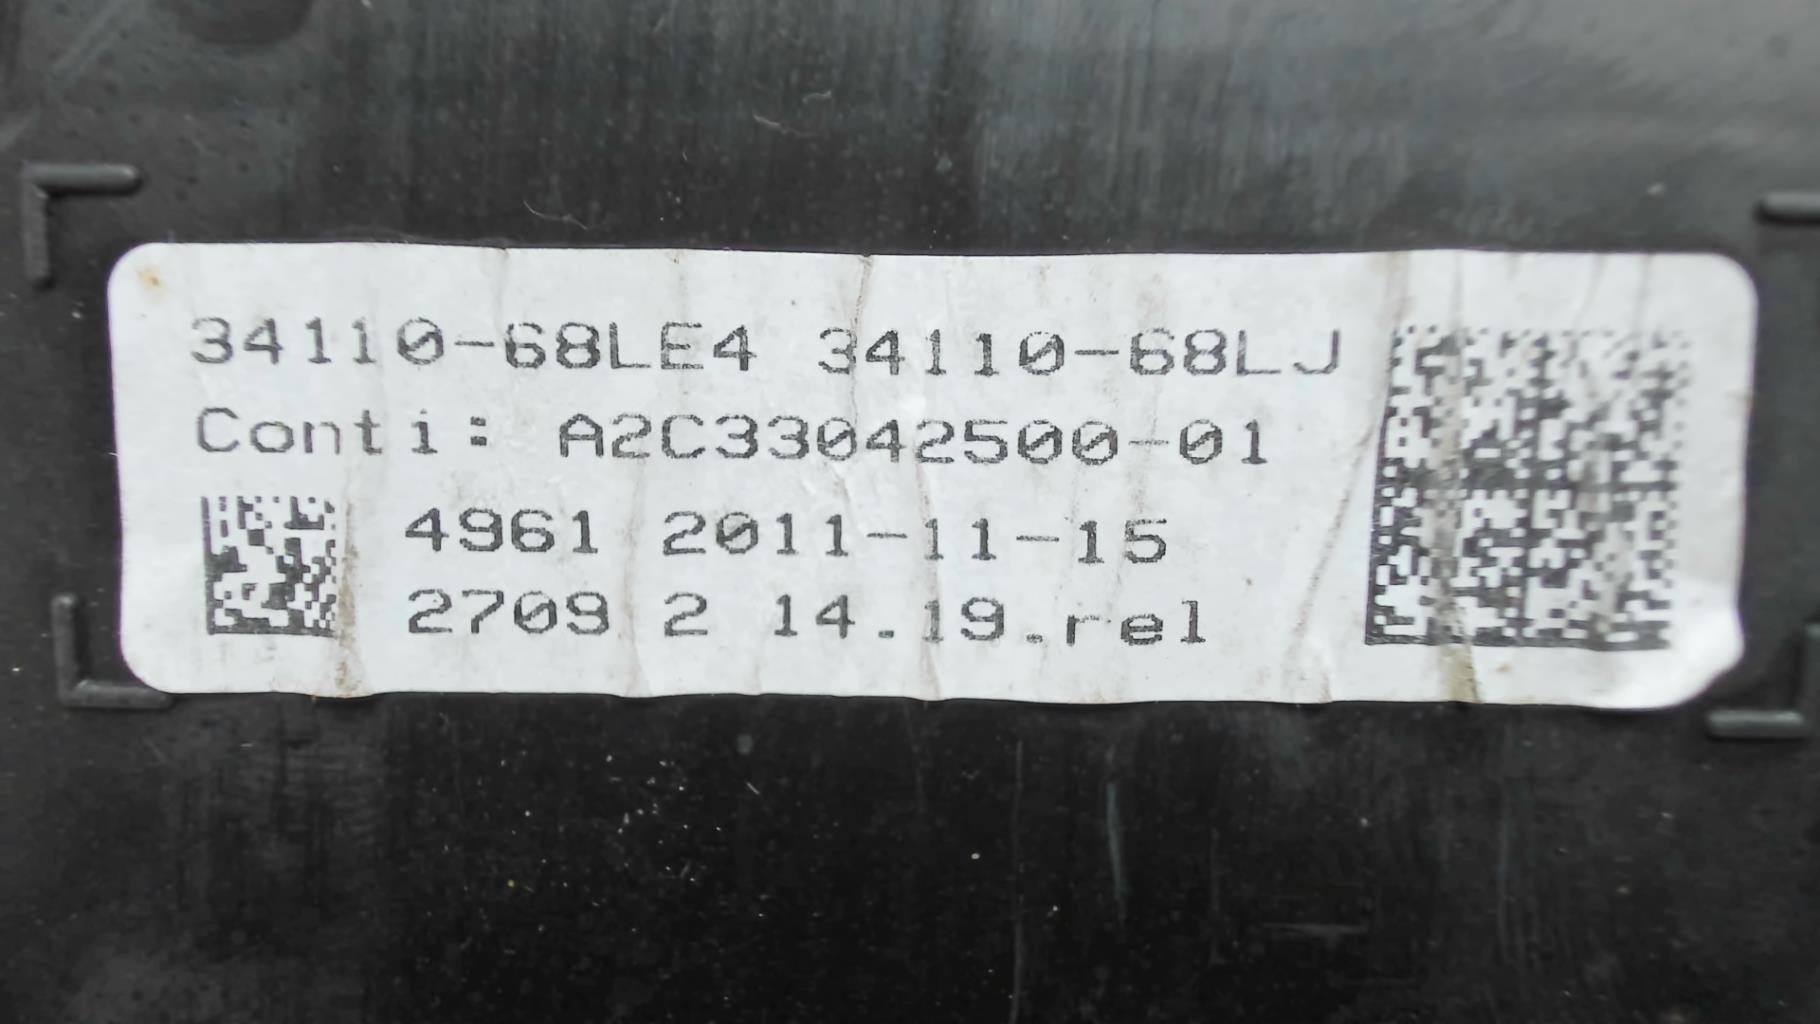 34110-68LE4 34110-68LJ
Conti: A2C33042500-01
4961 2011-11-15
2709 2 14.19.rel